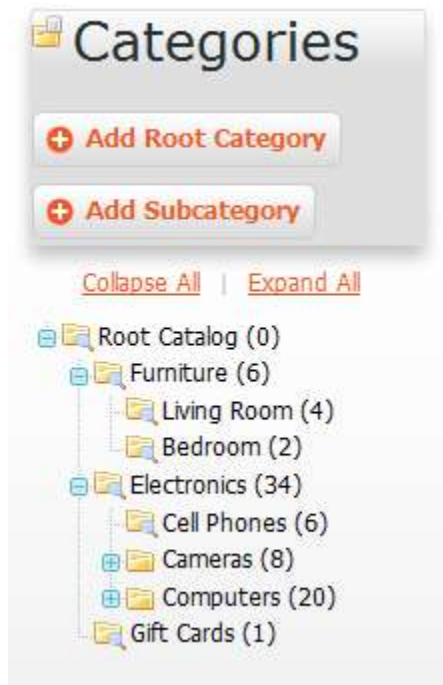 Categories
Add Root Category
Add Subcategory
Collapse All | Expand All
Root Catalog (0)
Furniture (6)
Living Room (4)
Bedroom (2)
Electronics (34)
Cell Phones (6)
Cameras (8)
Computers (20)
Gift Cards (1)